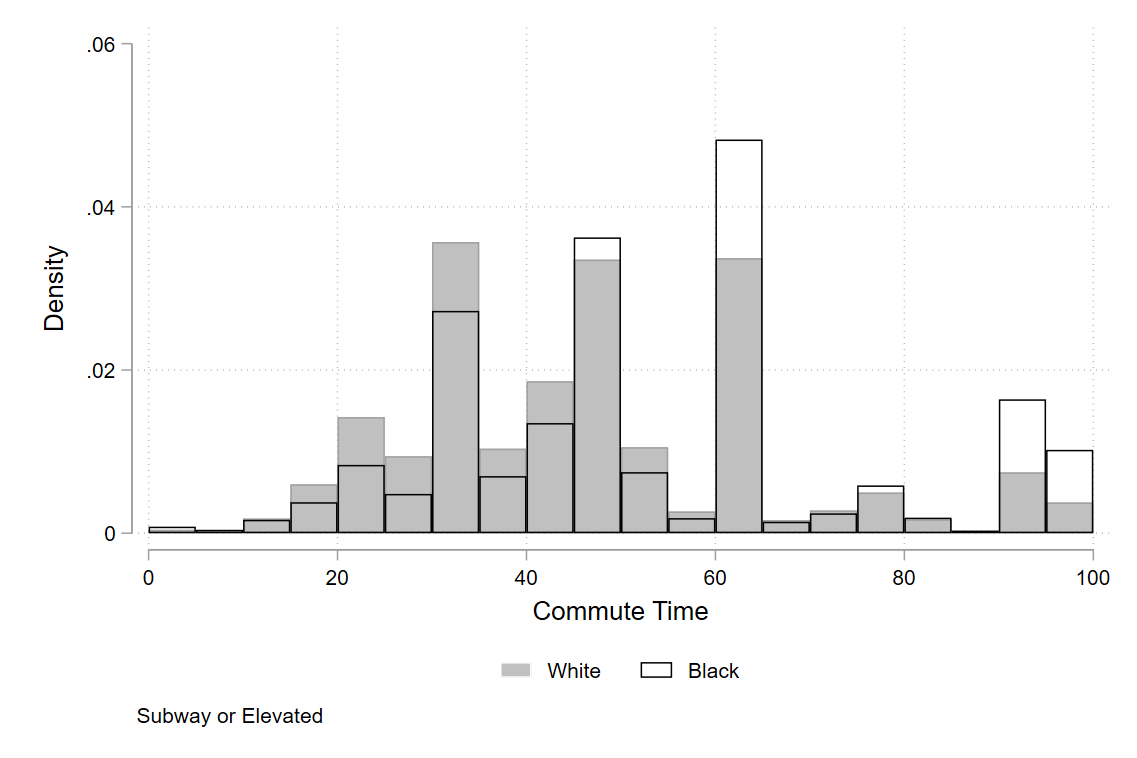 .06
.04
.02
0
Density
0 20 40 60 80 100
Commute Time
White Black
Subway or Elevated